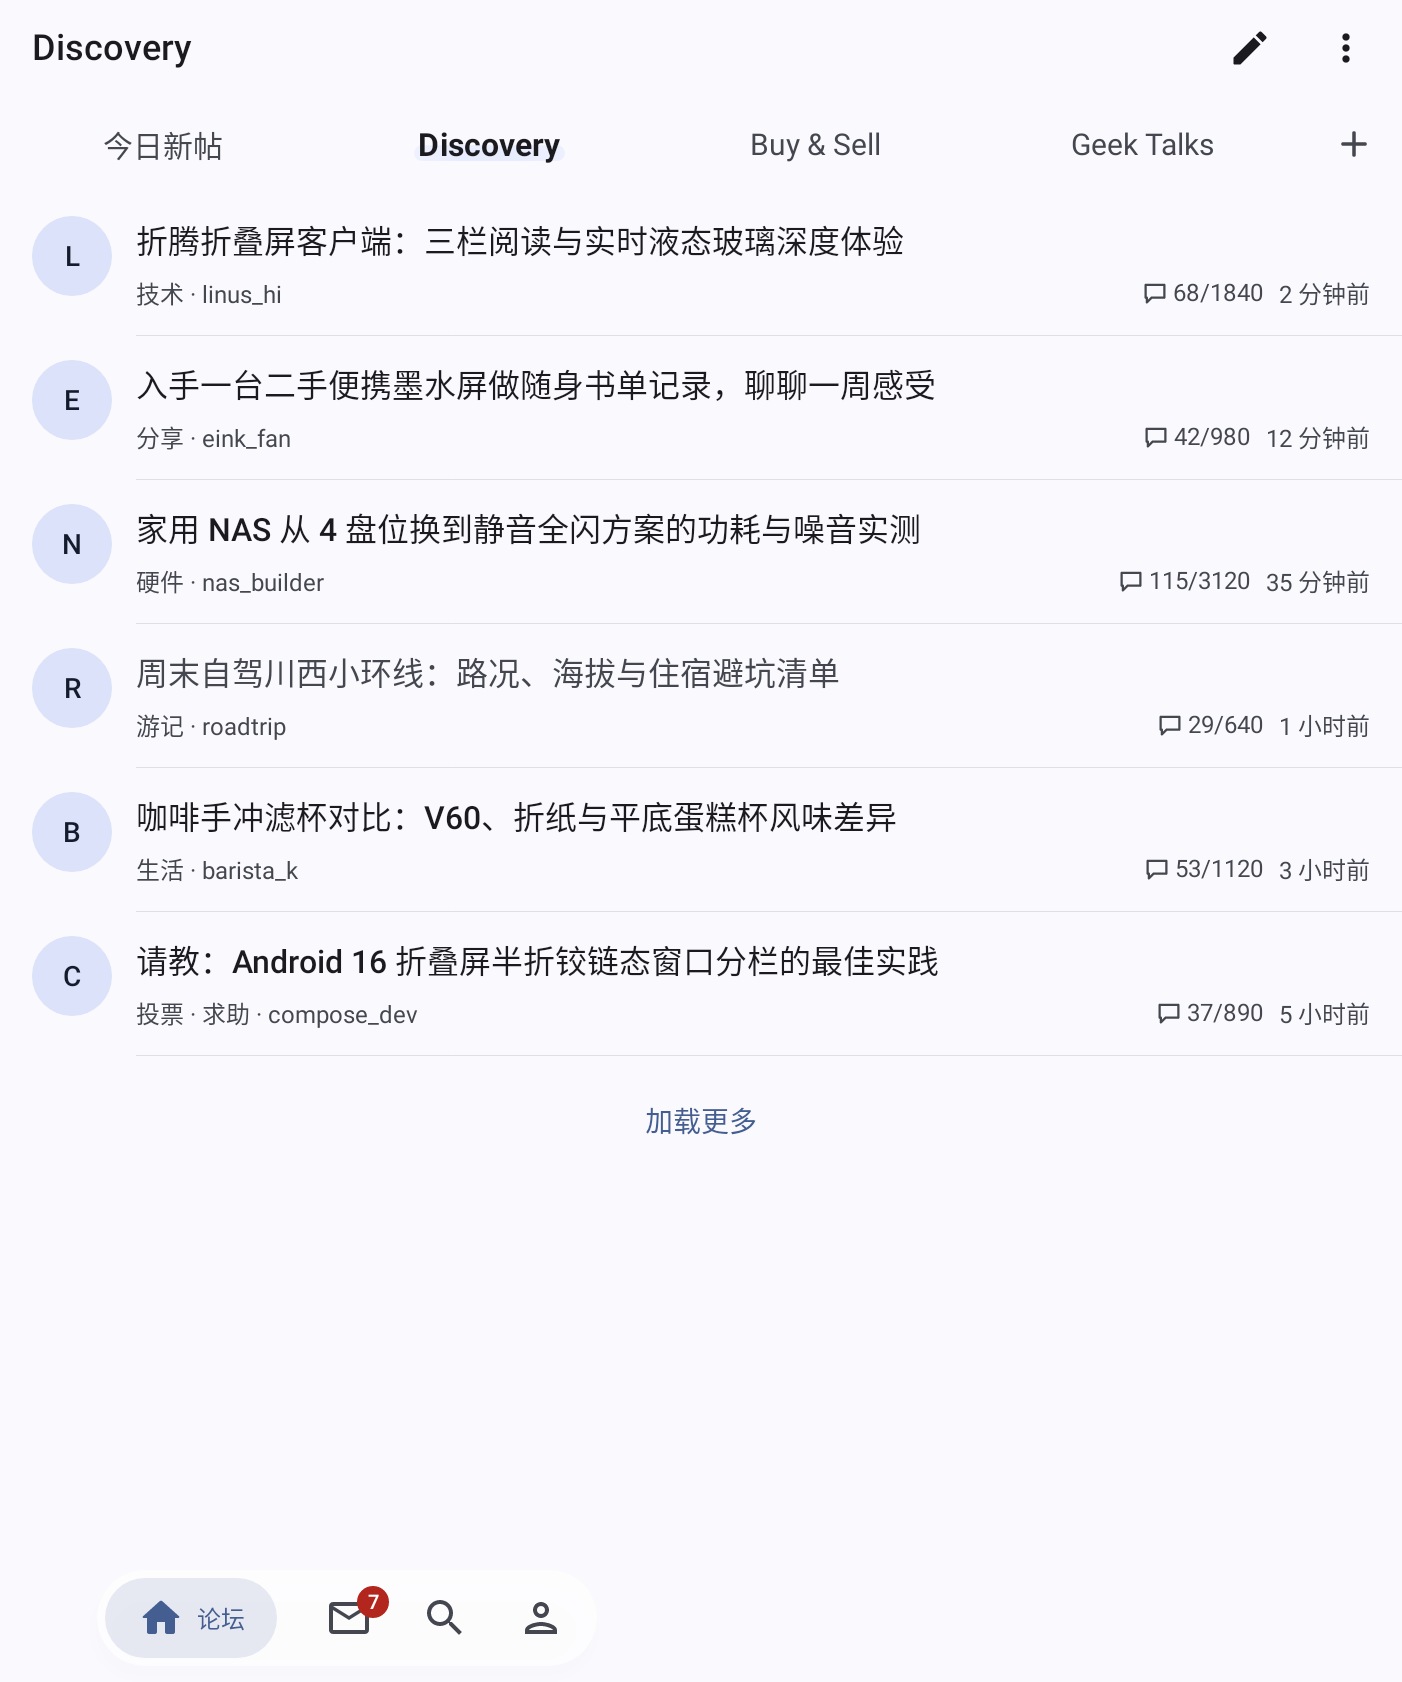 Discovery
今日新帖
Discovery
Buy & Sell
Geek Talks
L
折腾折叠屏客户端：三栏阅读与实时液态玻璃深度体验
技术 · linus_hi
68/1840 2 分钟前
E
入手一台二手便携墨水屏做随身书单记录，聊聊一周感受
分享 · eink_fan
42/980 12 分钟前
N
家用 NAS 从 4 盘位换到静音全闪方案的功耗与噪音实测
硬件 · nas_builder
115/3120 35 分钟前
R
周末自驾川西小环线：路况、海拔与住宿避坑清单
游记 · roadtrip
29/640 1 小时前
B
咖啡手冲滤杯对比：V60、折纸与平底蛋糕杯风味差异
生活 · barista_k
53/1120 3 小时前
C
请教：Android 16 折叠屏半折铰链态窗口分栏的最佳实践
投票 · 求助 · compose_dev
37/890 5 小时前
加载更多
论坛
7